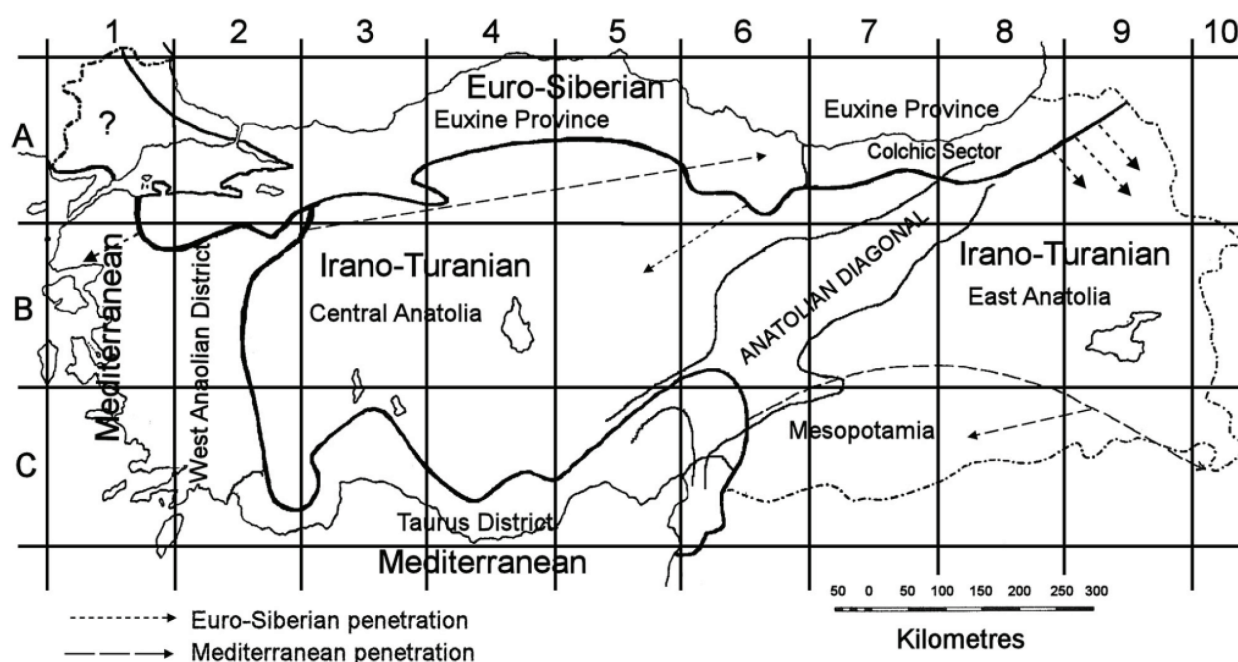 1 2 3 4 5 6 7 8 9 10
A
B
C
?
Euro-Siberian
Euxine Province
Euxine Province
Colchic Sector
Mediterranean
West Anaolian District
Irano-Turanian
Central Anatolia
ANATOLIAN DIAGONAL
Irano-Turanian
East Anatolia
Mesopotamia
Taurus District
Mediterranean
Euro-Siberian penetration
Mediterranean penetration
50 0 50 100 150 200 250 300
Kilometres